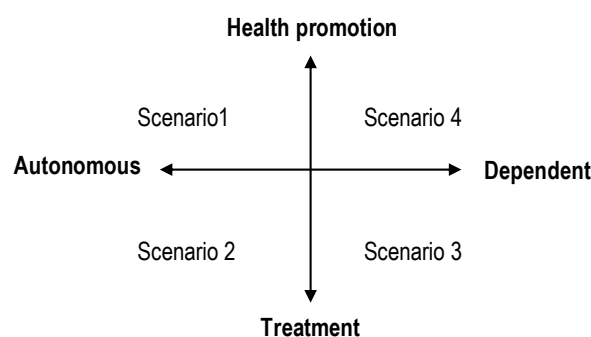 Health promotion
Scenario1
Scenario 4
Autonomous
Dependent
Scenario 2
Scenario 3
Treatment